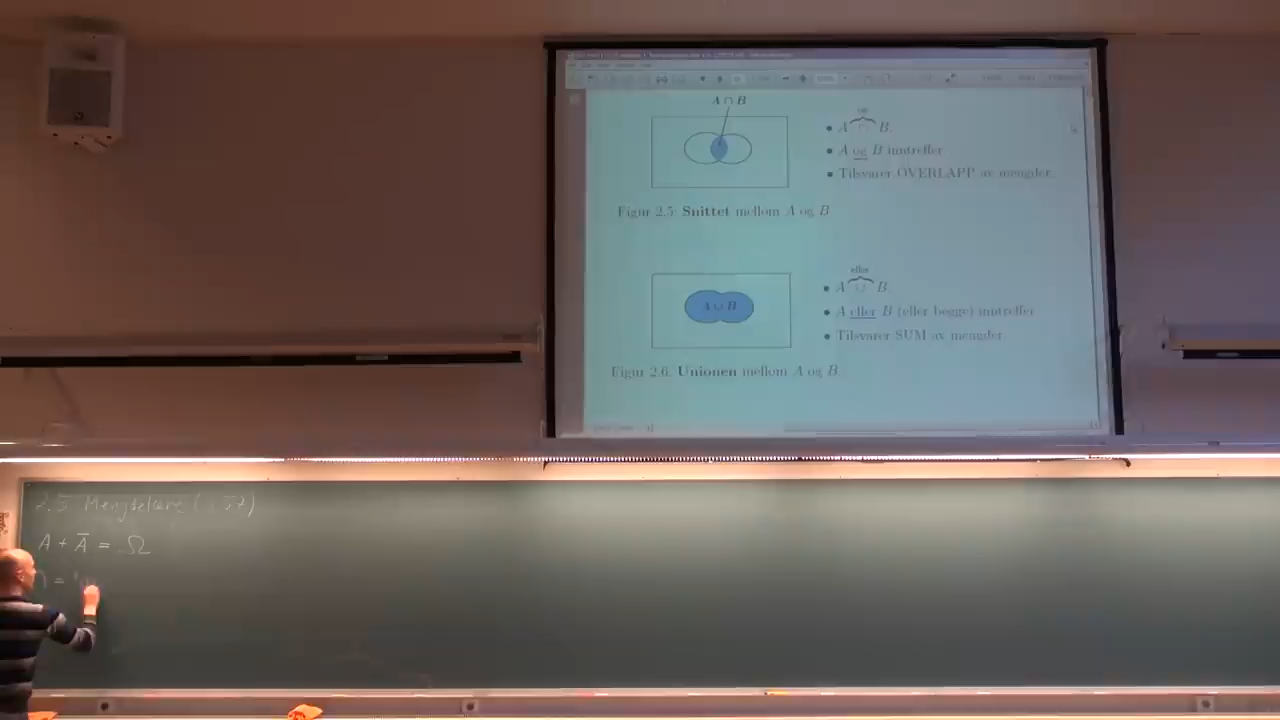 A ∩ B
• A ∩ B.
• A og B inntreffer
• Tilsvarer OVERLAPP av mengder.
Figur 2.5: Snittet mellom A og B
eller
• A ∪ B.
A ∪ B
• A eller B (eller begge) inntreffer
• Tilsvarer SUM av mengder
Figur 2.6: Unionen mellom A og B.
2.5 Mengdelære
A + Ā = Ω
∩ =